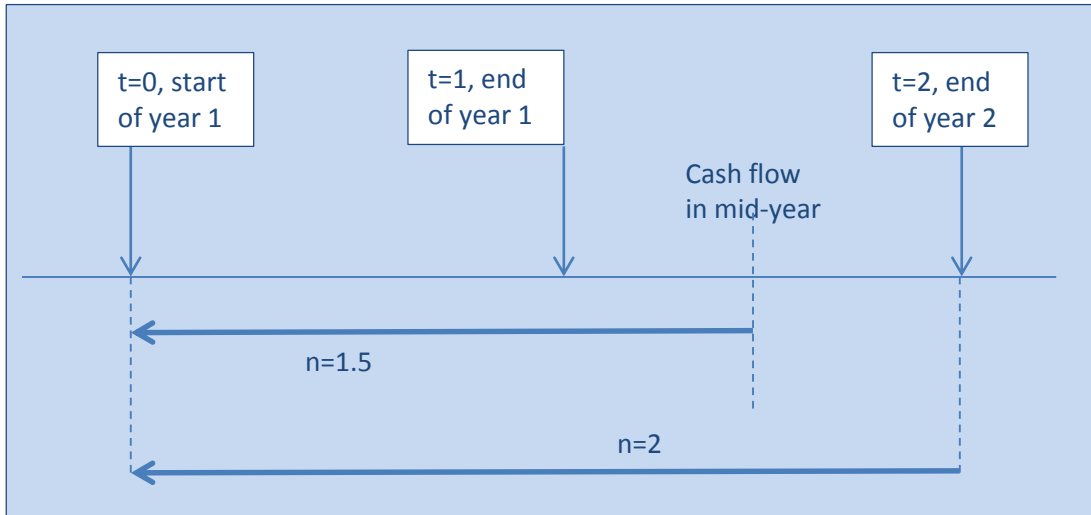 t=0, start
of year 1
t=1, end
of year 1
t=2, end
of year 2
Cash flow
in mid-year
n=1.5
n=2